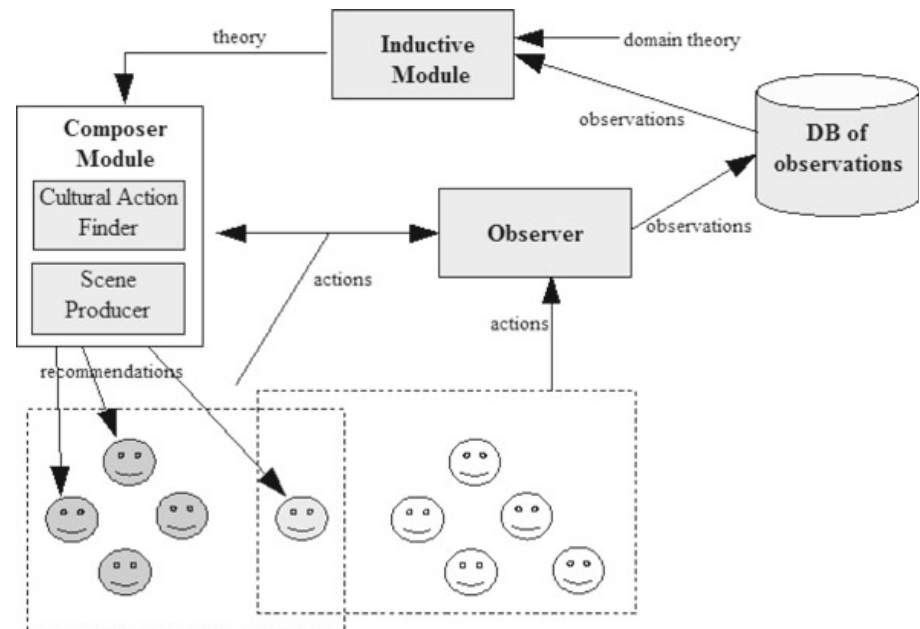 theory
Inductive
Module
domain theory
observations
DB of
observations
Composer
Module
Cultural Action
Finder
Scene
Producer
Observer
observations
actions
actions
recommendations